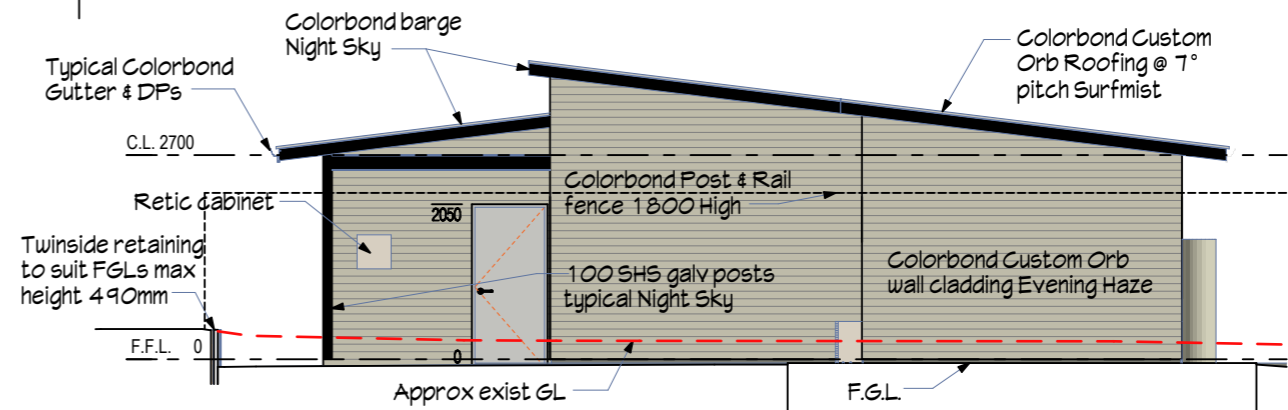 Colorbond barge
Night Sky
Colorbond Custom
Orb Roofing @ 7°
pitch Surfmist
Typical Colorbond
Gutter & DPs
C.L. 2700
Colorbond Post & Rail
fence 1800 High
Retic cabinet
2050
Twinside retaining
to suit FGLs max
height 490mm
100 SHS galv posts
typical Night Sky
Colorbond Custom Orb
wall cladding Evening Haze
F.F.L. 0
0
Approx exist GL
F.G.L.